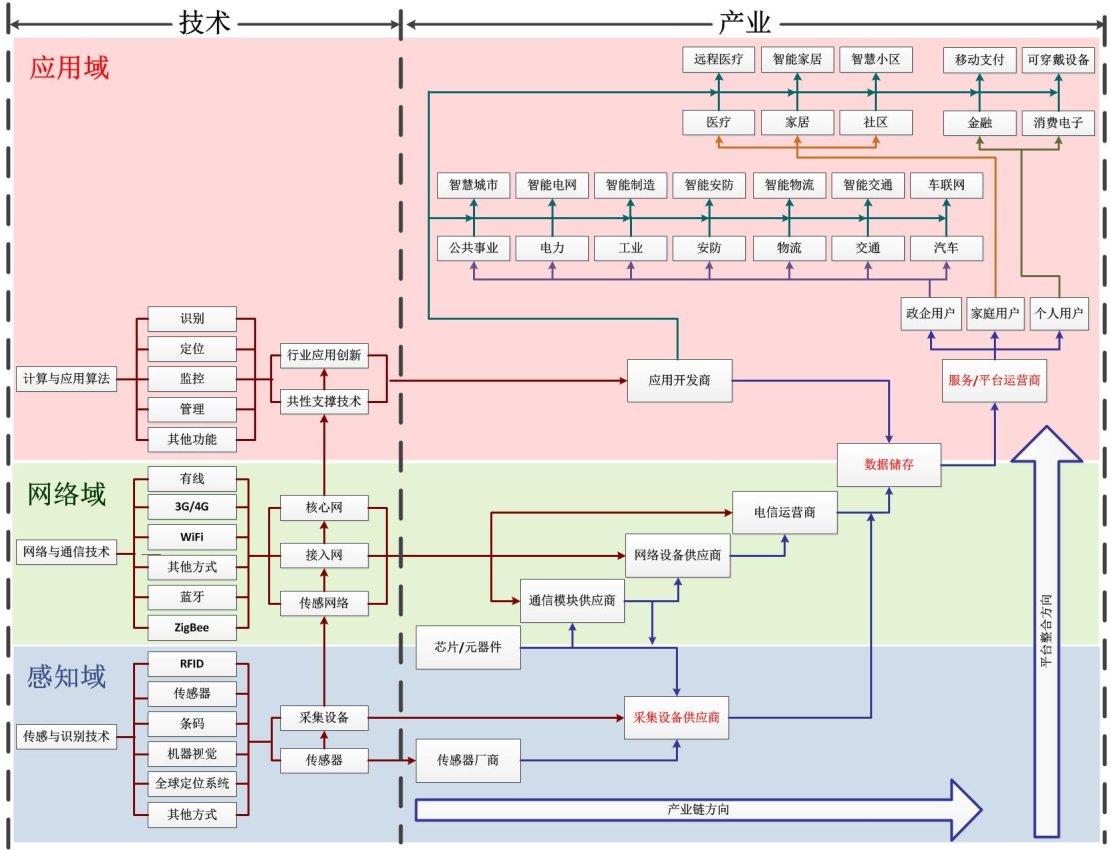 技术
产业
应用域
远程医疗
智能家居
智慧小区
移动支付
可穿戴设备
医疗
家居
社区
金融
消费电子
智慧城市
智能电网
智能制造
智能安防
智能物流
智能交通
车联网
公共事业
电力
工业
安防
物流
交通
汽车
政企用户
家庭用户
个人用户
计算与应用算法
识别
定位
监控
管理
其他功能
行业应用创新
共性支撑技术
应用开发商
服务/平台运营商
数据储存
网络域
网络与通信技术
有线
3G/4G
WiFi
其他方式
蓝牙
ZigBee
核心网
接入网
传感网络
电信运营商
网络设备供应商
通信模块供应商
芯片/元器件
感知域
传感与识别技术
RFID
传感器
条码
机器视觉
全球定位系统
其他方式
采集设备
传感器
采集设备供应商
传感器厂商
产业链方向
平台整合方向